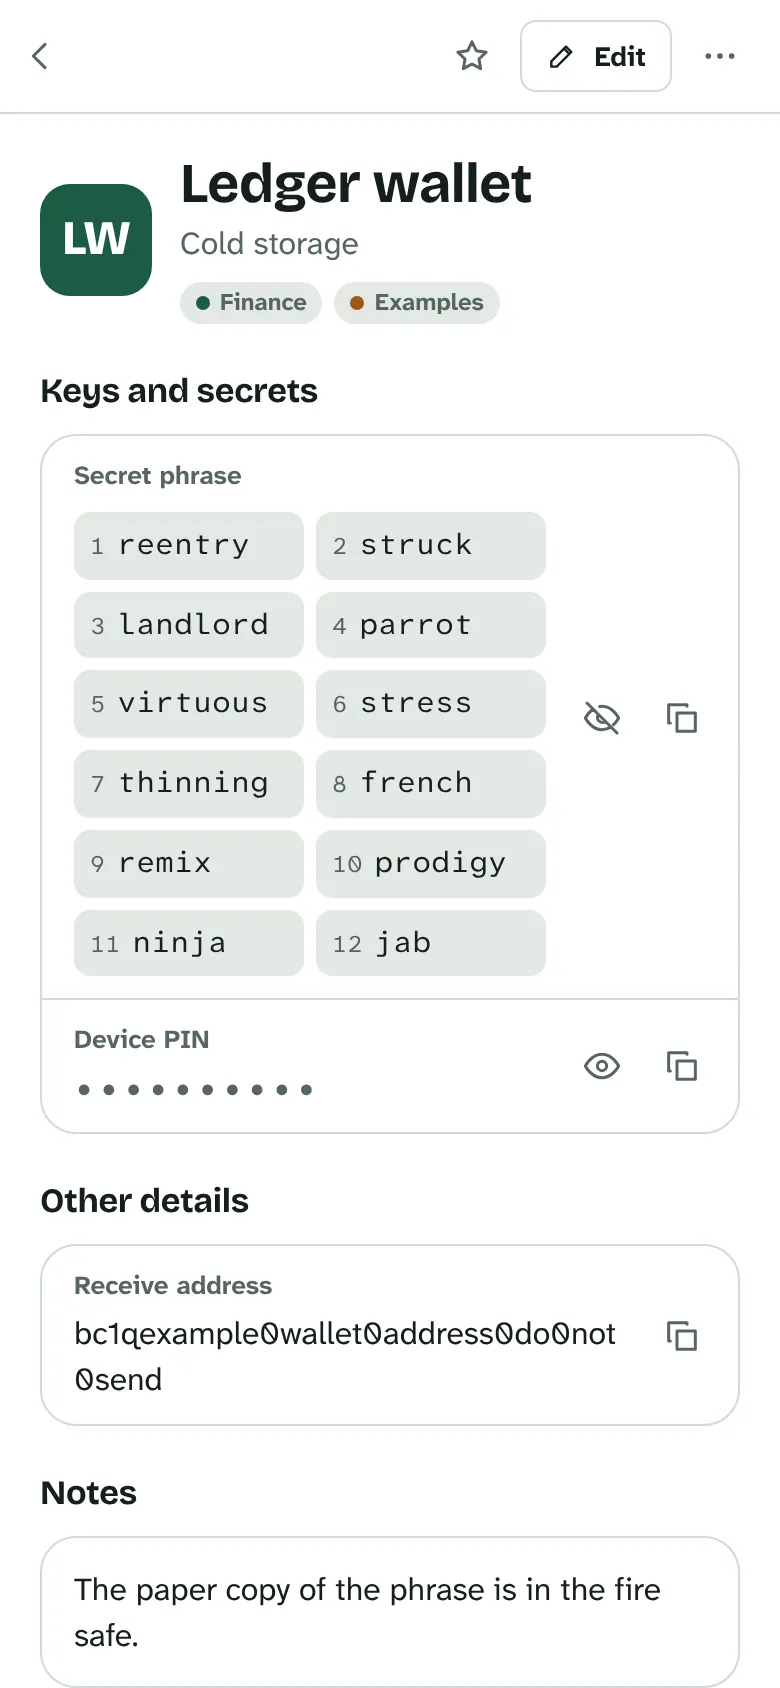 Edit
LW
Ledger wallet
Cold storage
Finance Examples
Keys and secrets
Secret phrase
1 reentry 2 struck
3 landlord 4 parrot
5 virtuous 6 stress
7 thinning 8 french
9 remix 10 prodigy
11 ninja 12 jab
Device PIN
••••••••••
Other details
Receive address
bc1qexample0wallet0address0do0not
0send
Notes
The paper copy of the phrase is in the fire
safe.